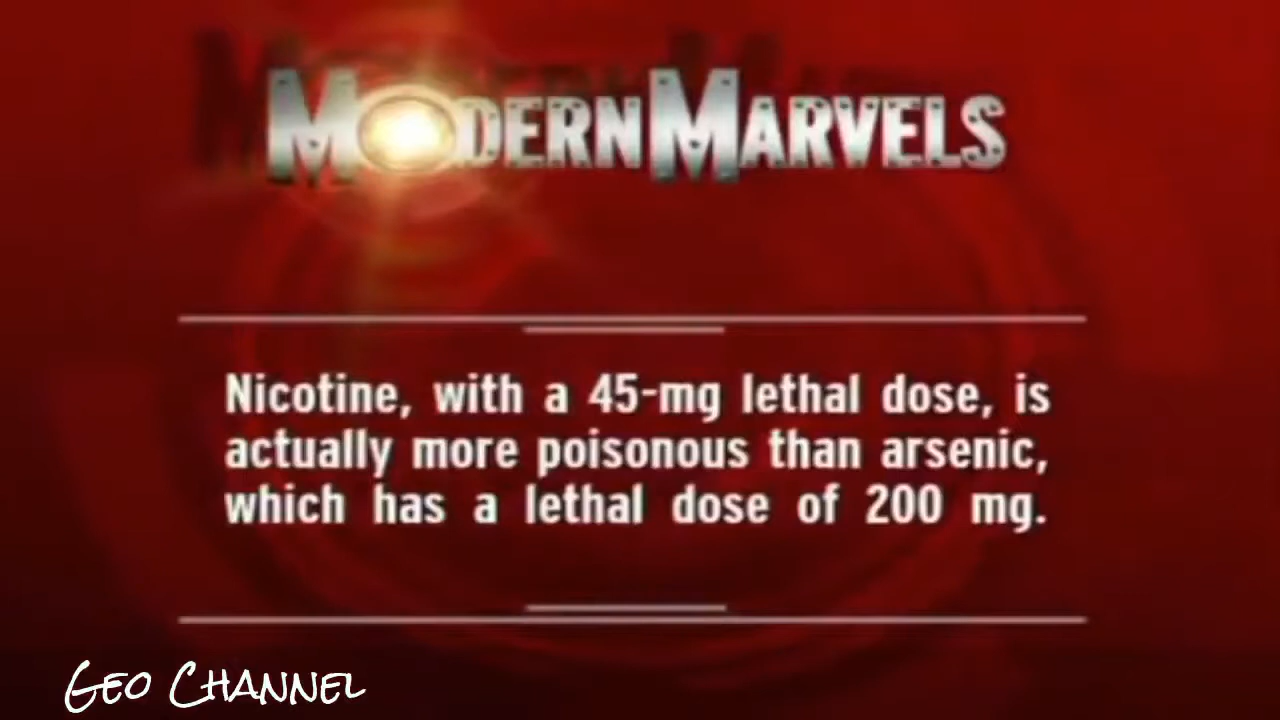 MODERN MARVELS
Nicotine, with a 45-mg lethal dose, is
actually more poisonous than arsenic,
which has a lethal dose of 200 mg.
GEO CHANNEL